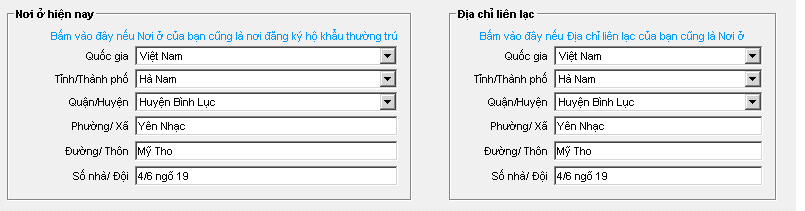 Nơi ở hiện nay
Bấm vào đây nếu Nơi ở của bạn cũng là nơi đăng ký hộ khẩu thường trú
Quốc gia Việt Nam
Tỉnh/Thành phố Hà Nam
Quận/Huyện Huyện Bình Lục
Phường/ Xã Yên Nhạc
Đường/ Thôn Mỹ Tho
Số nhà/ Đội 4/6 ngõ 19
Địa chỉ liên lạc
Bấm vào đây nếu Địa chỉ liên lạc của bạn cũng là Nơi ở
Quốc gia Việt Nam
Tỉnh/Thành phố Hà Nam
Quận/Huyện Huyện Bình Lục
Phường/ Xã Yên Nhạc
Đường/ Thôn Mỹ Tho
Số nhà/ Đội 4/6 ngõ 19